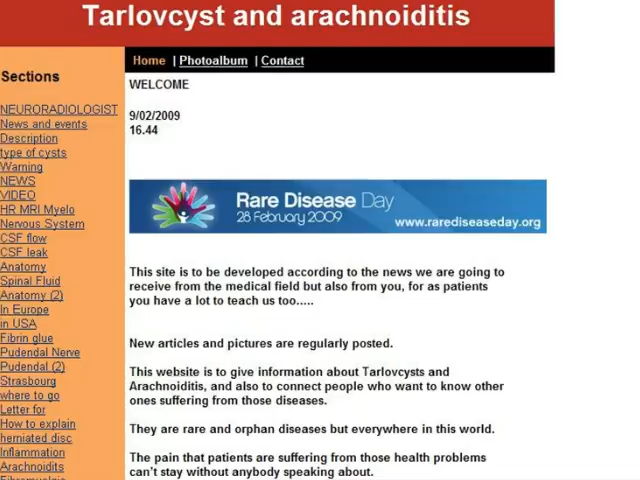 Tarlovcyst and arachnoiditis
Home | Photoalbum | Contact
Sections
NEURORADIOLOGIST
News and events
Description
type of cysts
Warning
NEWS
VIDEO
HR MRI Myelo
Nervous System
CSF flow
CSF leak
Anatomy
Spinal Fluid
Anatomy (2)
In Europe
in USA
Fibrin glue
Pudendal Nerve
Pudendal (2)
Strasbourg
where to go
Letter for
How to explain
herniated disc
Inflammation
Arachnoidits
Fibromyalgia
WELCOME
9/02/2009
16.44
Rare Disease Day
28 February 2009
www.rarediseaseday.org
This site is to be developed according to the news we are going to
receive from the medical field but also from you, for as patients
you have a lot to teach us too.....
New articles and pictures are regularly posted.
This website is to give information about Tarlovcysts and
Arachnoiditis, and also to connect people who want to know other
ones suffering from those diseases.
They are rare and orphan diseases but everywhere in this world.
The pain that patients are suffering from those health problems
can't stay without anybody speaking about.